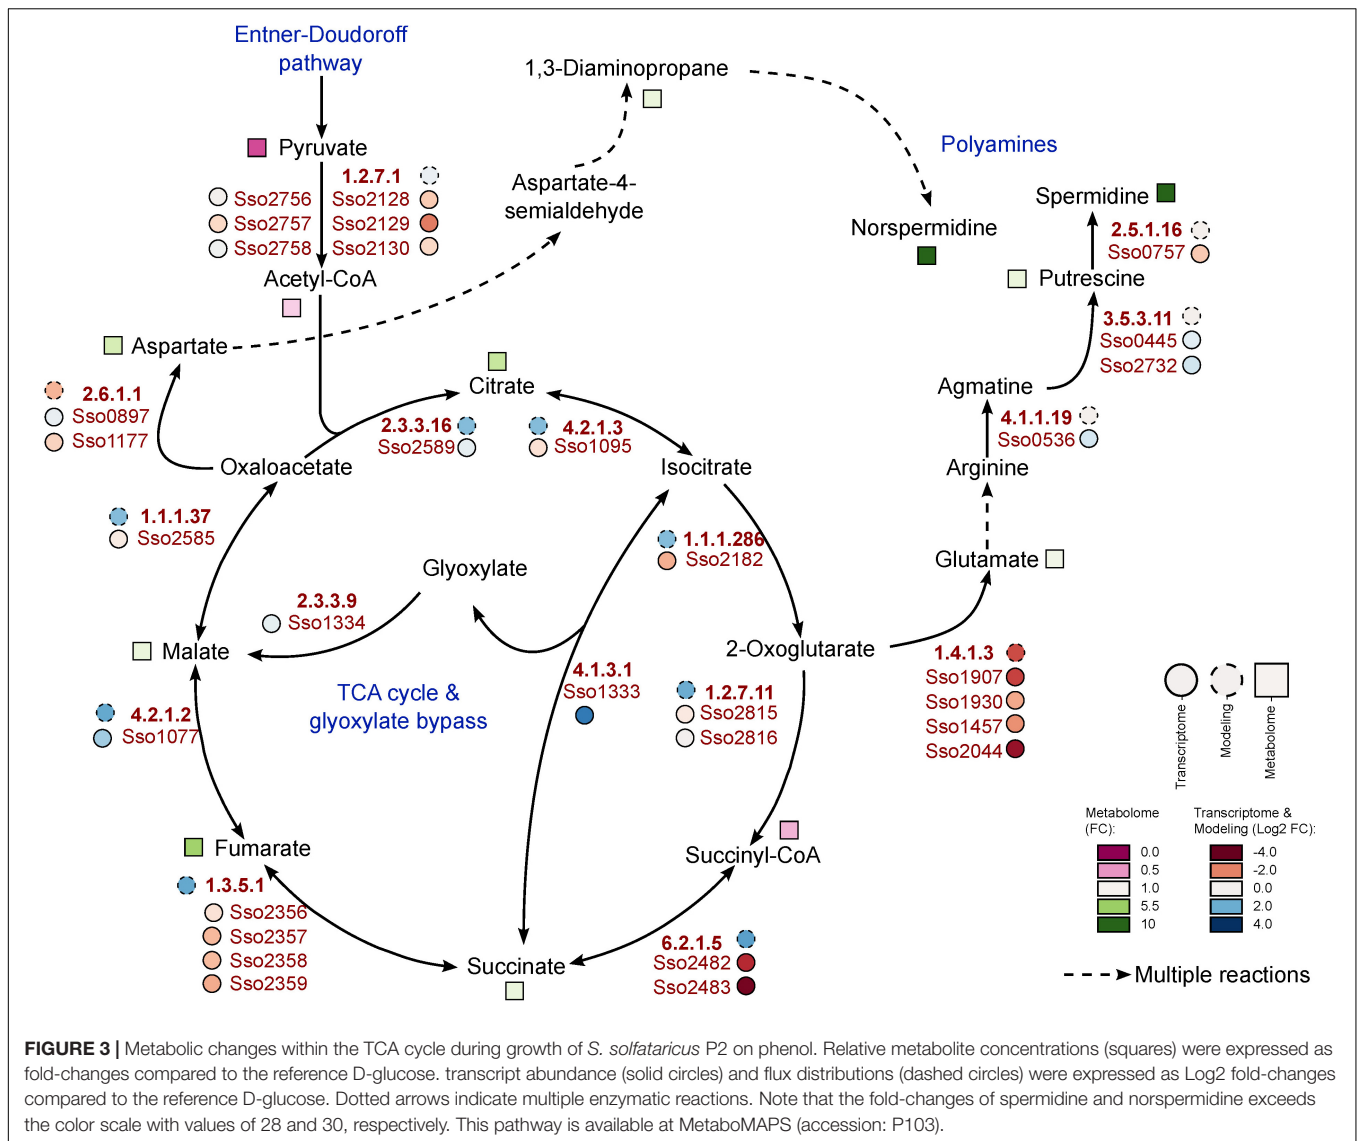 Entner-Doudoroff
pathway
1,3-Diaminopropane
Pyruvate
Polyamines
1.2.7.1
Sso2756 Sso2128
Sso2757 Sso2129
Sso2758 Sso2130
Aspartate-4-
semialdehyde
Spermidine
Norspermidine
2.5.1.16
Sso0757
Acetyl-CoA
Putrescine
3.5.3.11
Sso0445
Sso2732
Aspartate
2.6.1.1
Sso0897
Sso1177
Citrate
Agmatine
2.3.3.16
Sso2589
4.2.1.3
Sso1095
4.1.1.19
Sso0536
Oxaloacetate
Isocitrate
Arginine
1.1.1.37
Sso2585
1.1.1.286
Sso2182
Glyoxylate
Glutamate
2.3.3.9
Sso1334
Malate
2-Oxoglutarate
4.1.3.1
Sso1333
TCA cycle &
glyoxylate bypass
1.2.7.11
Sso2815
Sso2816
1.4.1.3
Sso1907
Sso1930
Sso1457
Sso2044
4.2.1.2
Sso1077
Transcriptome
Modeling
Metabolome
Fumarate
Succinyl-CoA
1.3.5.1
Sso2356
Sso2357
Sso2358
Sso2359
Succinate
6.2.1.5
Sso2482
Sso2483
Metabolome
(FC):
0.0
0.5
1.0
5.5
10
Transcriptome &
Modeling (Log2 FC):
-4.0
-2.0
0.0
2.0
4.0
Multiple reactions
FIGURE 3 | Metabolic changes within the TCA cycle during growth of S. solfataricus P2 on phenol. Relative metabolite concentrations (squares) were expressed as
fold-changes compared to the reference D-glucose. transcript abundance (solid circles) and flux distributions (dashed circles) were expressed as Log2 fold-changes
compared to the reference D-glucose. Dotted arrows indicate multiple enzymatic reactions. Note that the fold-changes of spermidine and norspermidine exceeds
the color scale with values of 28 and 30, respectively. This pathway is available at MetaboMAPS (accession: P103).